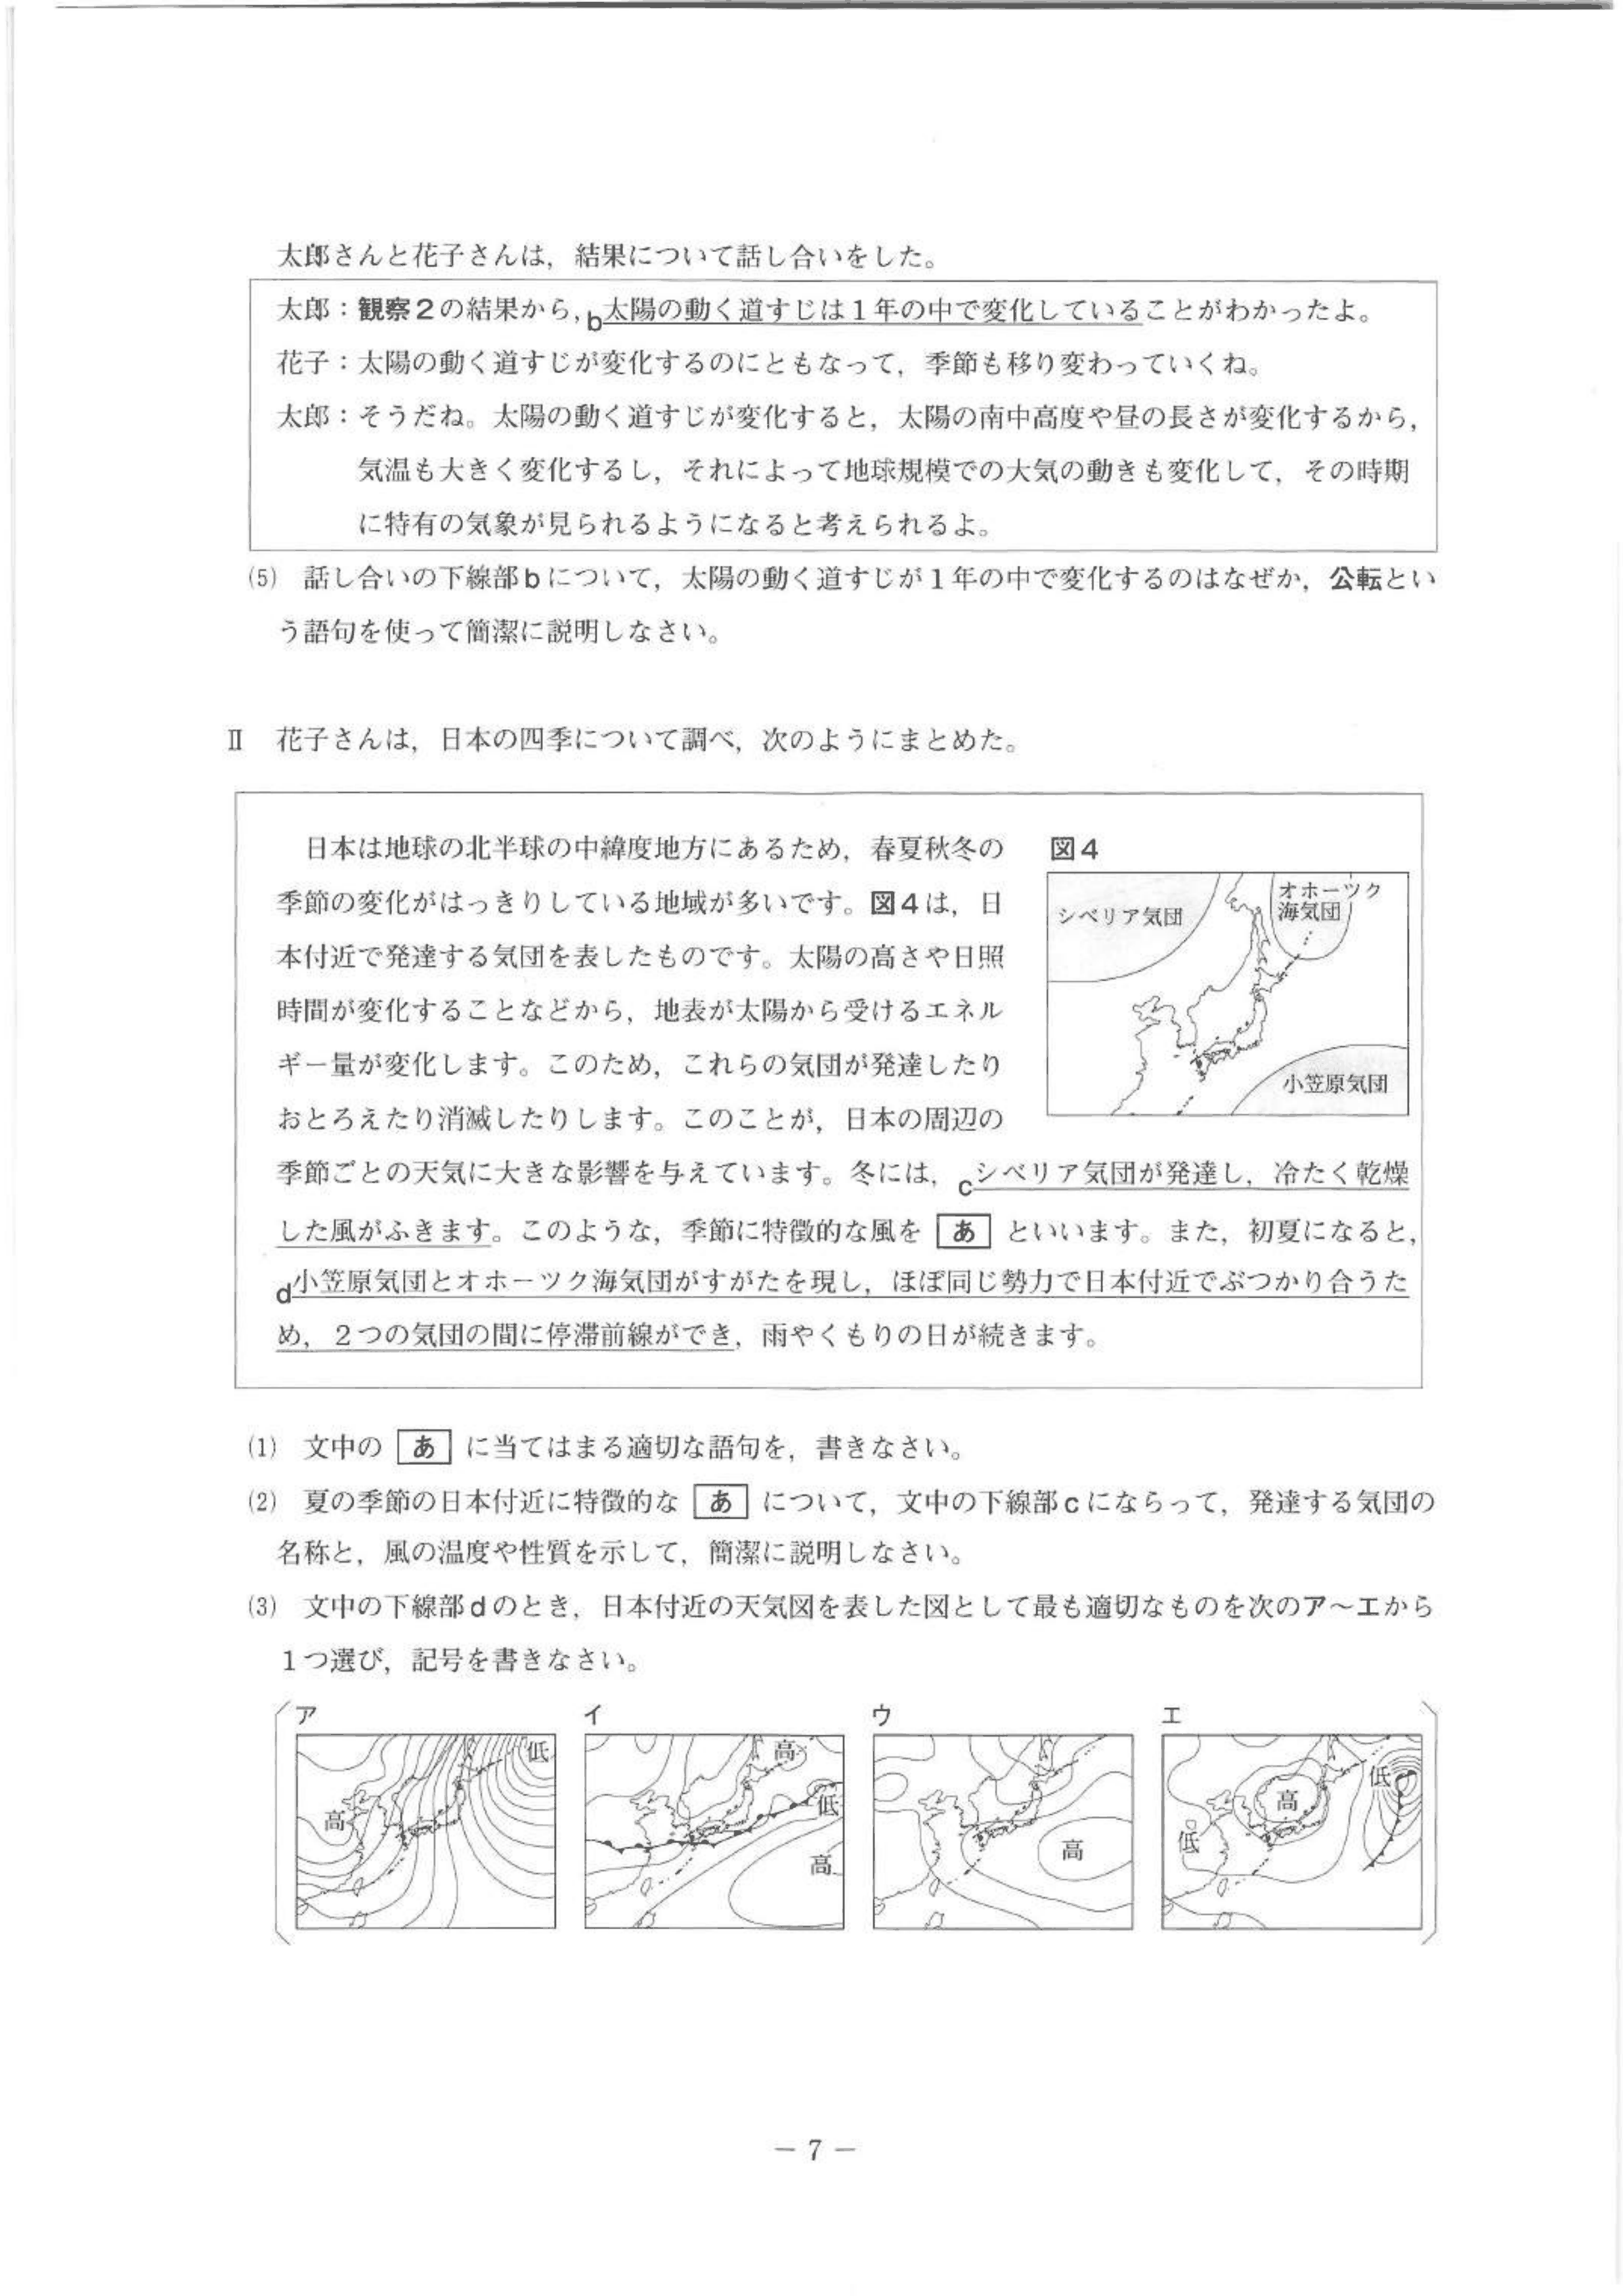 太郎さんと花子さんは，結果について話し合いをした。
太郎：観察２の結果から，b太陽の動く道すじは１年の中で変化していることがわかったよ。
花子：太陽の動く道すじが変化するのにともなって，季節も移り変わっていくね。
太郎：そうだね。太陽の動く道すじが変化すると，太陽の南中高度や昼の長さが変化するから，
気温も大きく変化するし，それによって地球規模での大気の動きも変化して，その時期
に特有の気象が見られるようになると考えられるよ。
(5)　話し合いの下線部ｂについて，太陽の動く道すじが１年の中で変化するのはなぜか，公転とい
う語句を使って簡潔に説明しなさい。
Ⅱ　花子さんは，日本の四季について調べ，次のようにまとめた。
日本は地球の北半球の中緯度地方にあるため，春夏秋冬の
季節の変化がはっきりしている地域が多いです。図４は，日
本付近で発達する気団を表したものです。太陽の高さや日照
時間が変化することなどから，地表が太陽から受けるエネル
ギー量が変化します。このため，これらの気団が発達したり
おとろえたり消滅したりします。このことが，日本の周辺の
季節ごとの天気に大きな影響を与えています。冬には，cシベリア気団が発達し，冷たく乾燥
した風がふきます。このような，季節に特徴的な風を あ といいます。また，初夏になると，
d小笠原気団とオホーツク海気団がすがたを現し，ほぼ同じ勢力で日本付近でぶつかり合うた
め，２つの気団の間に停滞前線ができ，雨やくもりの日が続きます。
図４
シベリア気団
オホーツク
海気団
小笠原気団
(1)　文中の あ に当てはまる適切な語句を，書きなさい。
(2)　夏の季節の日本付近に特徴的な あ について，文中の下線部ｃにならって，発達する気団の
名称と，風の温度や性質を示して，簡潔に説明しなさい。
(3)　文中の下線部ｄのとき，日本付近の天気図を表した図として最も適切なものを次のア～エから
１つ選び，記号を書きなさい。
ア
低
高
イ
高
低
高
ウ
高
エ
低
高
低
－ 7 －